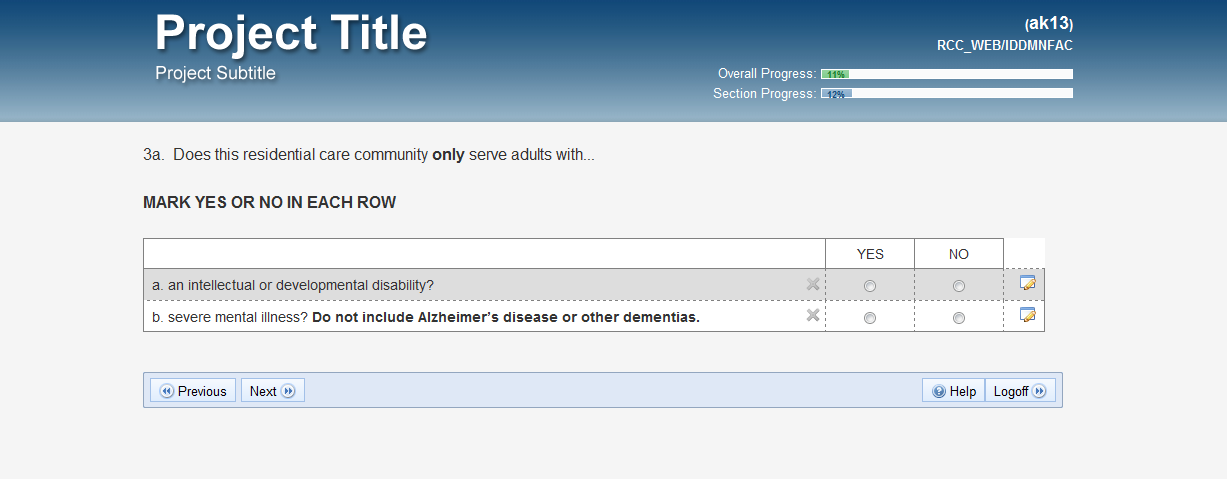 Project Title
Project Subtitle
(ak13)
RCC_WEB/IDDMNFAC
Overall Progress: 11%
Section Progress: 12%
3a. Does this residential care community only serve adults with...
MARK YES OR NO IN EACH ROW
YES NO
a. an intellectual or developmental disability?
b. severe mental illness? Do not include Alzheimer's disease or other dementias.
Previous Next Help Logoff